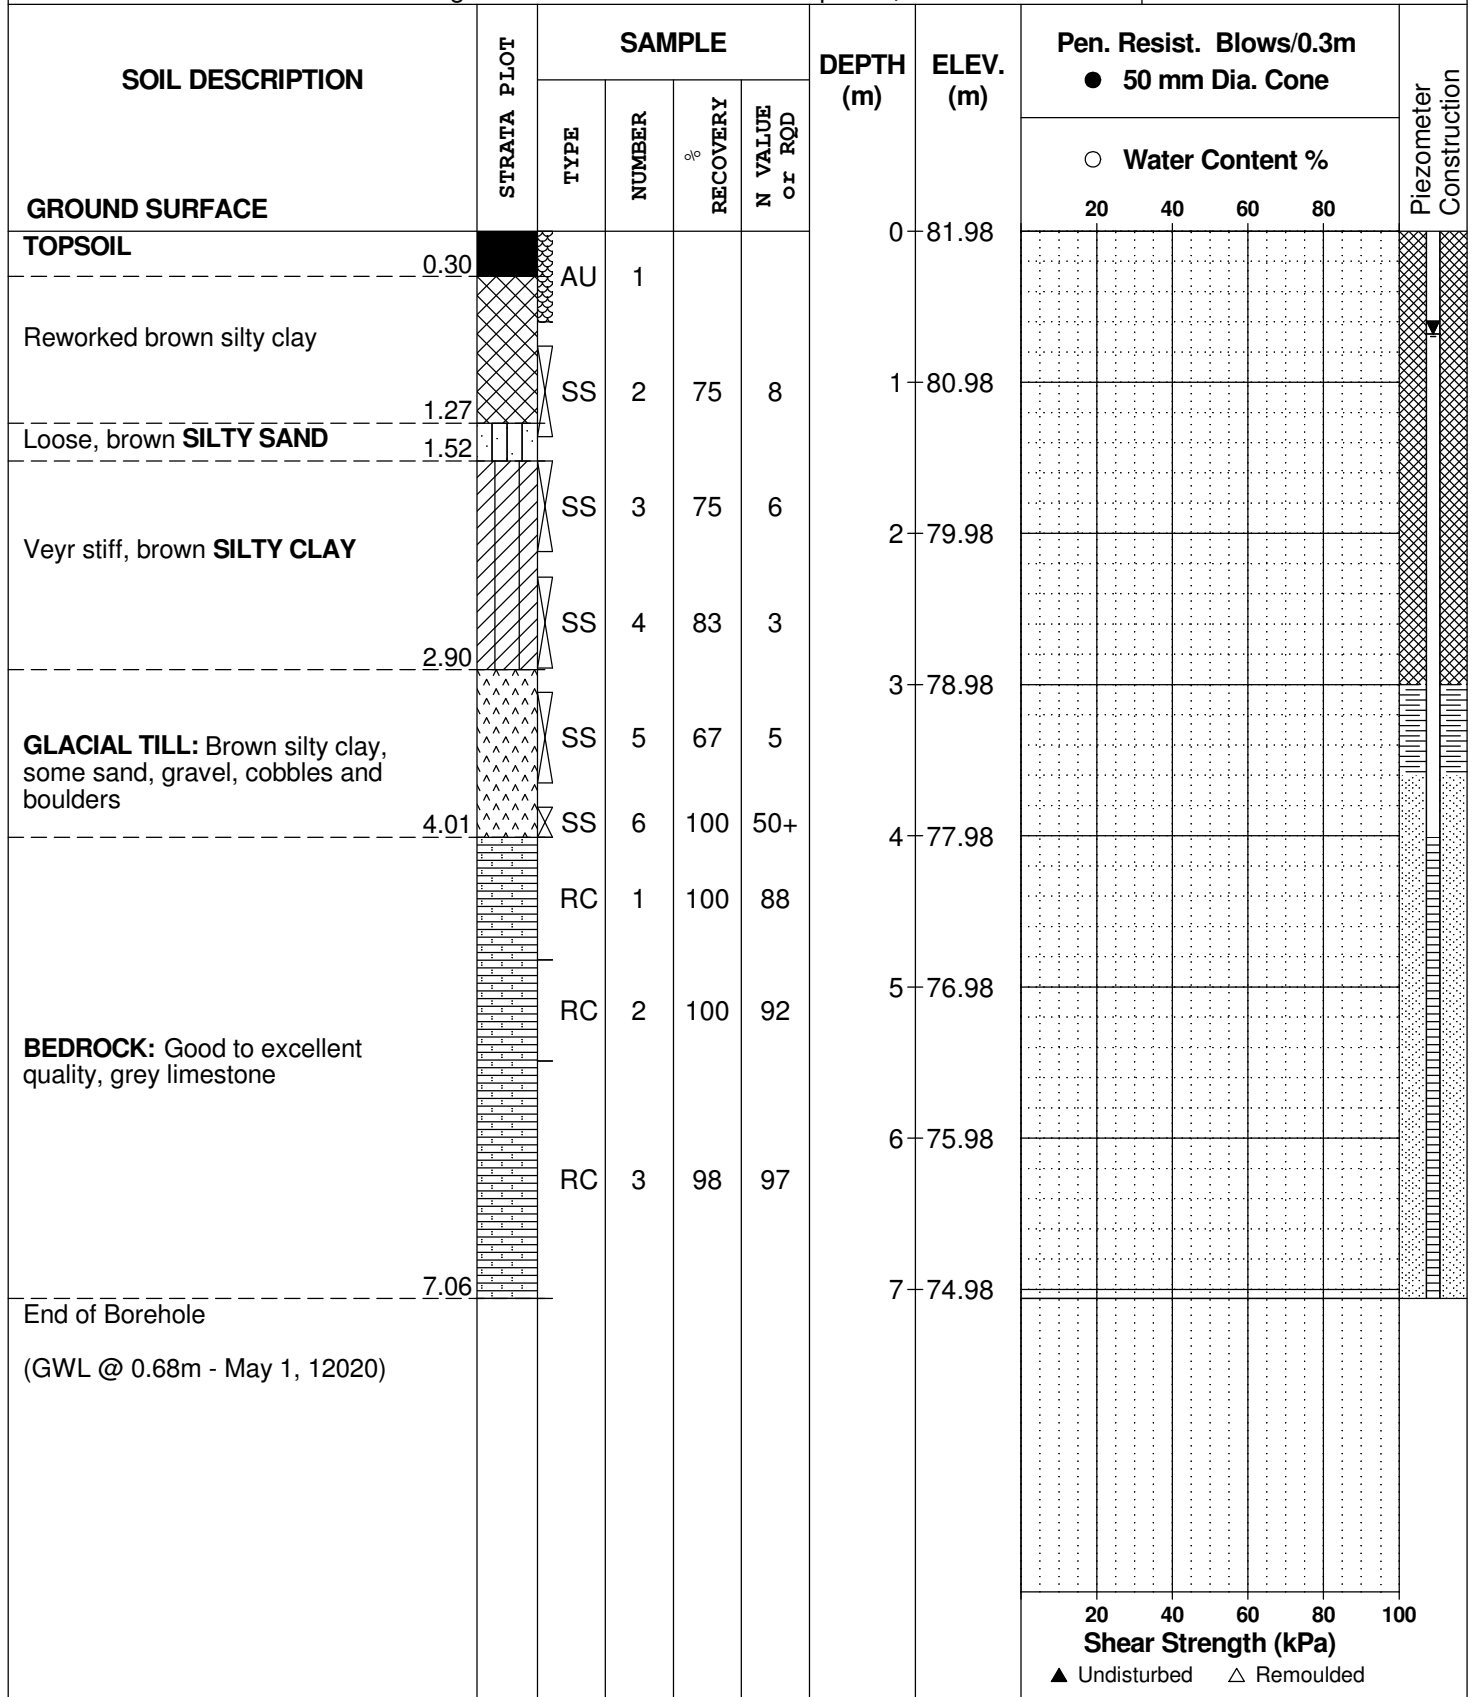 SOIL DESCRIPTION
GROUND SURFACE
STRATA PLOT
SAMPLE
TYPE
NUMBER
%
RECOVERY
N VALUE
or RQD
DEPTH
(m)
ELEV.
(m)
Pen. Resist. Blows/0.3m
● 50 mm Dia. Cone
○ Water Content %
20 40 60 80
Piezometer
Construction
TOPSOIL
0.30
Reworked brown silty clay
1.27
Loose, brown SILTY SAND
1.52
Veyr stiff, brown SILTY CLAY
2.90
GLACIAL TILL: Brown silty clay,
some sand, gravel, cobbles and
boulders
4.01
BEDROCK: Good to excellent
quality, grey limestone
7.06
End of Borehole
(GWL @ 0.68m - May 1, 12020)
AU 1
SS 2 75 8
SS 3 75 6
SS 4 83 3
SS 5 67 5
SS 6 100 50+
RC 1 100 88
RC 2 100 92
RC 3 98 97
0 81.98
1 80.98
2 79.98
3 78.98
4 77.98
5 76.98
6 75.98
7 74.98
20 40 60 80 100
Shear Strength (kPa)
▲ Undisturbed △ Remoulded